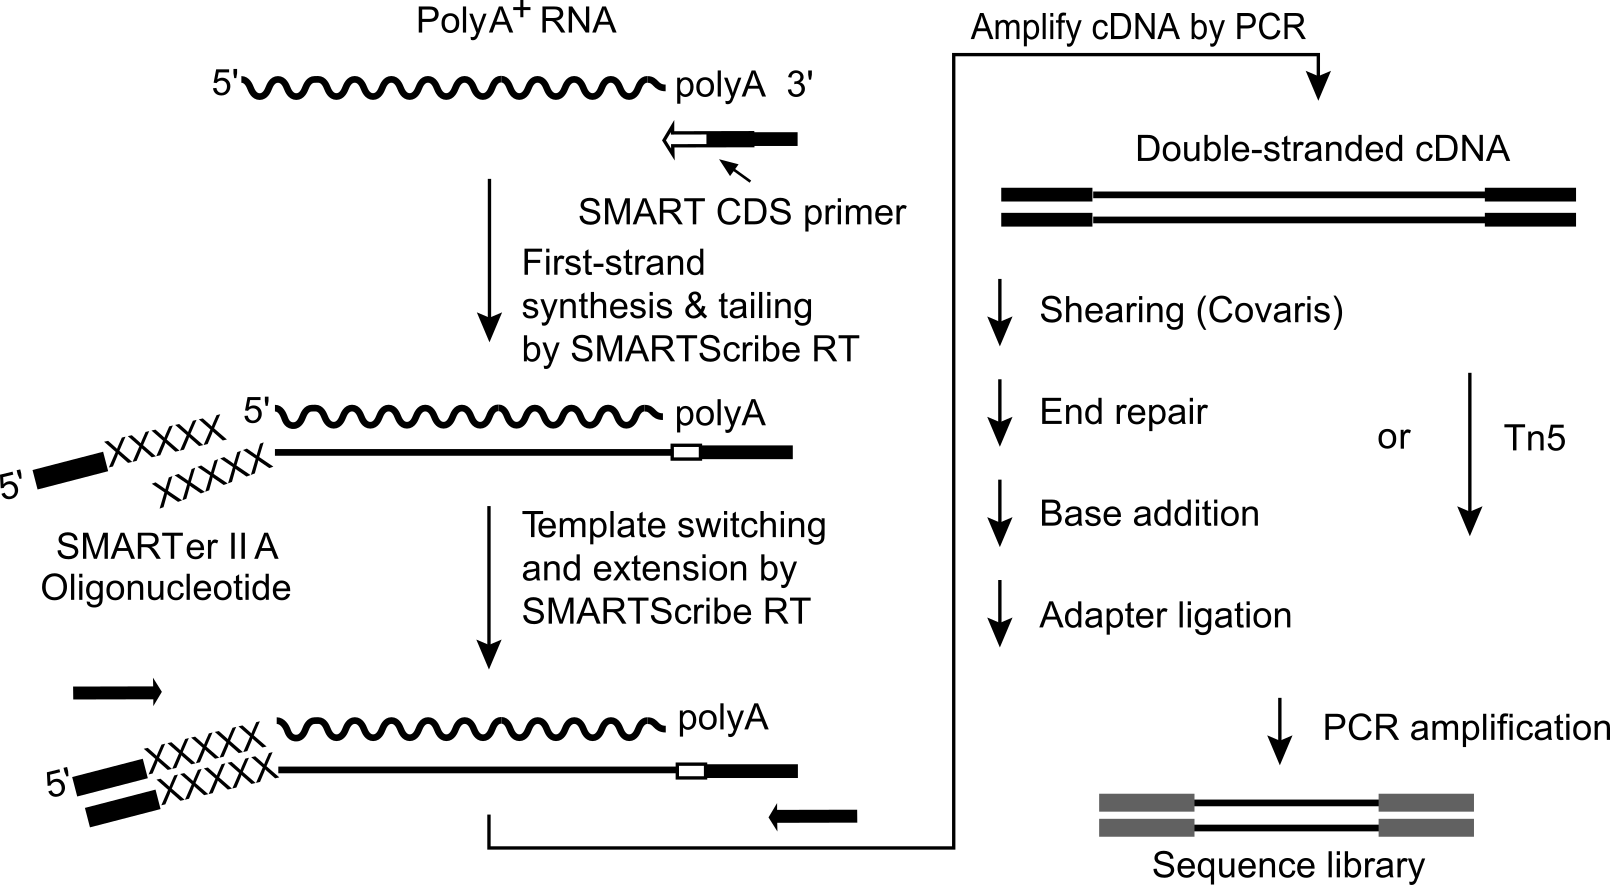 PolyA+ RNA
5' polyA 3'
SMART CDS primer
First-strand
synthesis & tailing
by SMARTScribe RT
5' polyA
XXXXX
XXXXX
5'
SMARTer II A
Oligonucleotide
Template switching
and extension by
SMARTScribe RT
polyA
XXXXX
XXXXX
5'
Amplify cDNA by PCR
Double-stranded cDNA
Shearing (Covaris)
End repair
Base addition
Adapter ligation
or
Tn5
PCR amplification
Sequence library